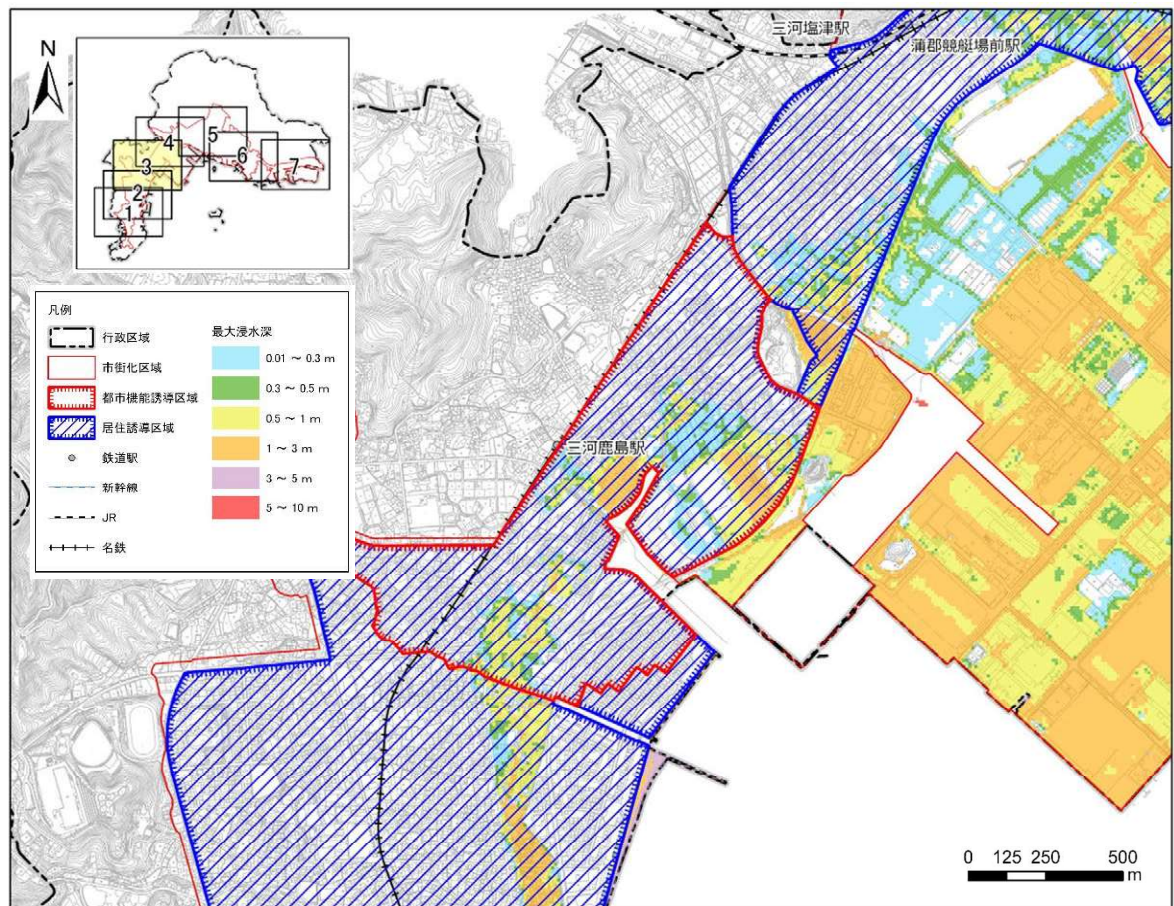 三河塩津駅
蒲郡競艇場前駅
N
5
4
6
7
3
2
1
凡例
行政区域
市街化区域
都市機能誘導区域
居住誘導区域
鉄道駅
新幹線
JR
名鉄
最大浸水深
0.01 ~ 0.3 m
0.3 ~ 0.5 m
0.5 ~ 1 m
1 ~ 3 m
3 ~ 5 m
5 ~ 10 m
三河鹿島駅
0 125 250 500
m